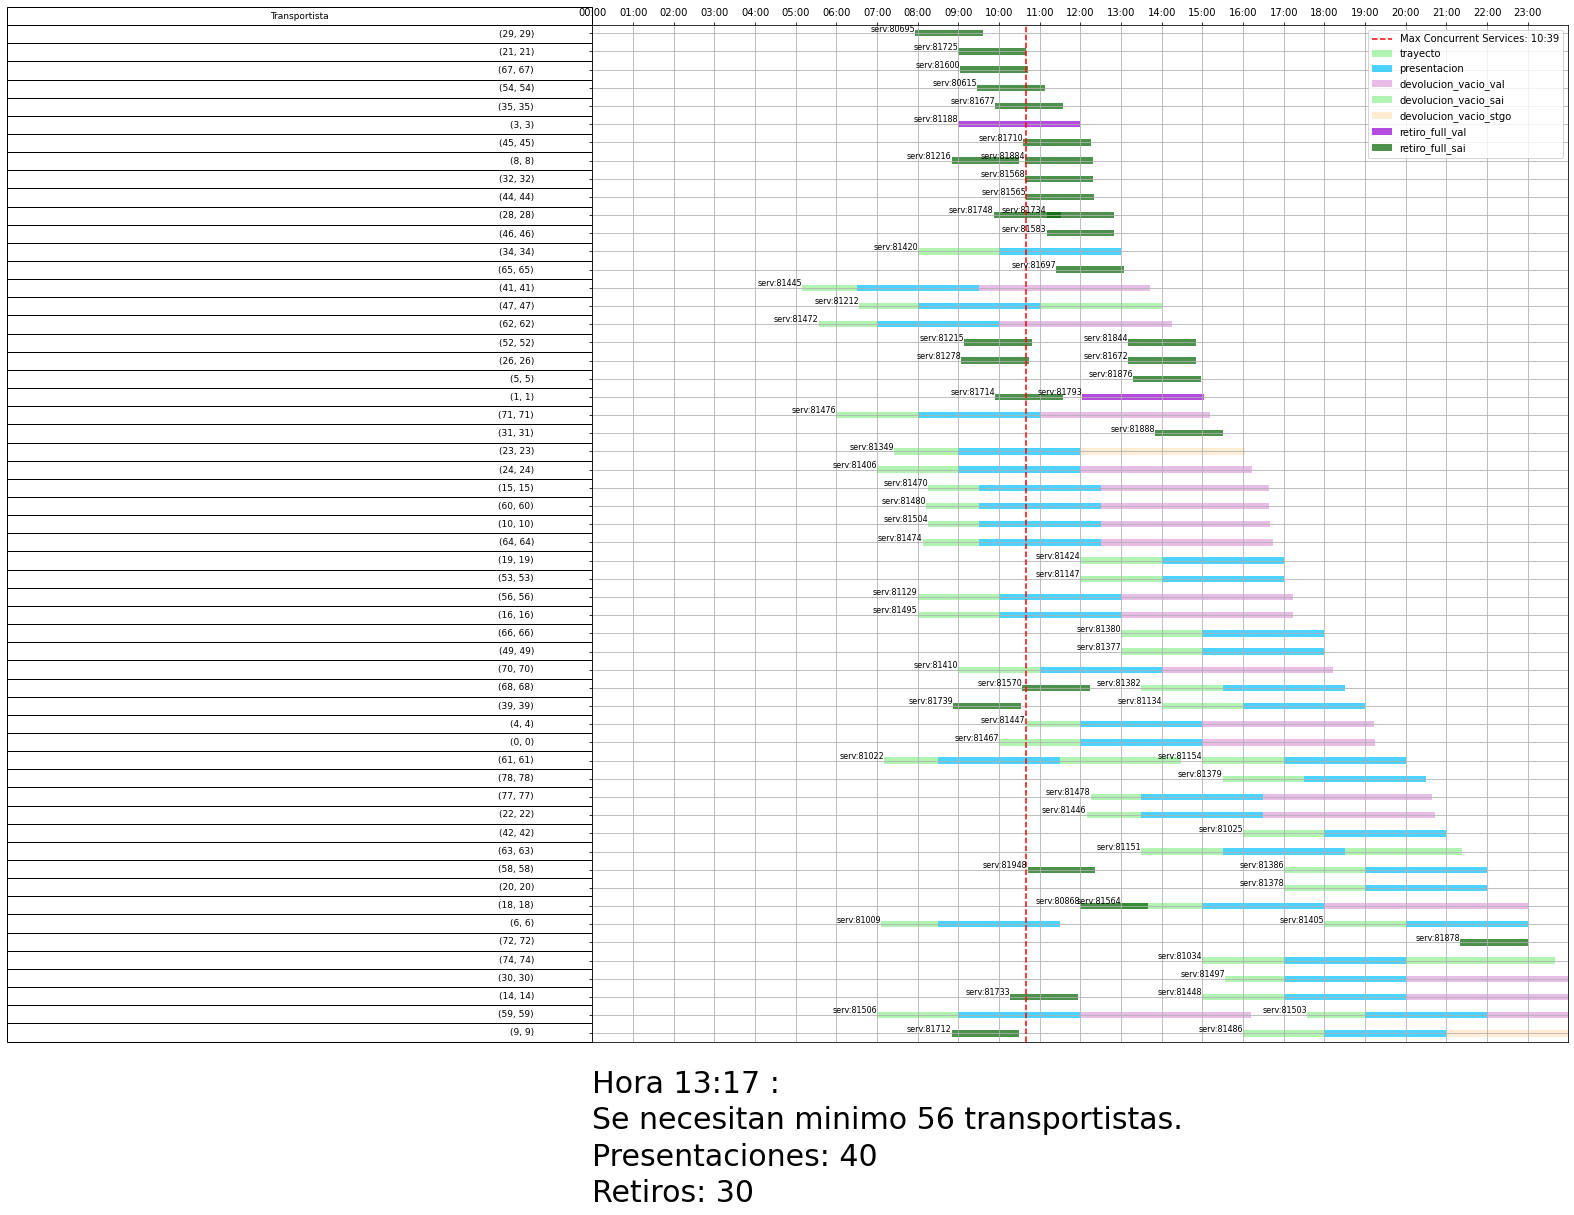 Transportista
00:00 01:00 02:00 03:00 04:00 05:00 06:00 07:00 08:00 09:00 10:00 11:00 12:00 13:00 14:00 15:00 16:00 17:00 18:00 19:00 20:00 21:00 22:00 23:00
Max Concurrent Services: 10:39
trayecto
presentacion
devolucion_vacio_val
devolucion_vacio_sai
devolucion_vacio_stgo
retiro_full_val
retiro_full_sai
(29, 29) serv:80695
(21, 21) serv:81725
(67, 67) serv:81600
(54, 54) serv:80615
(35, 35) serv:81677
(3, 3) serv:81188
(45, 45) serv:81710
(8, 8) serv:81216 serv:81884
(32, 32) serv:81568
(44, 44) serv:81565
(28, 28) serv:81748 serv:81734
(46, 46) serv:81583
(34, 34) serv:81420
(65, 65) serv:81697
(41, 41) serv:81445
(47, 47) serv:81212
(62, 62) serv:81472
(52, 52) serv:81215 serv:81844
(26, 26) serv:81278 serv:81672
(5, 5) serv:81876
(1, 1) serv:81714 serv:81793
(71, 71) serv:81476
(31, 31) serv:81888
(23, 23) serv:81349
(24, 24) serv:81406
(15, 15) serv:81470
(60, 60) serv:81480
(10, 10) serv:81504
(64, 64) serv:81474
(19, 19) serv:81424
(53, 53) serv:81147
(56, 56) serv:81129
(16, 16) serv:81495
(66, 66) serv:81380
(49, 49) serv:81377
(70, 70) serv:81410
(68, 68) serv:81570 serv:81382
(39, 39) serv:81739 serv:81134
(4, 4) serv:81447
(0, 0) serv:81467
(61, 61) serv:81022 serv:81154
(78, 78) serv:81379
(77, 77) serv:81478
(22, 22) serv:81446
(42, 42) serv:81025
(63, 63) serv:81151
(58, 58) serv:81948 serv:81386
(20, 20) serv:81378
(18, 18) serv:80868 serv:81564
(6, 6) serv:81009 serv:81405
(72, 72) serv:81878
(74, 74) serv:81034
(30, 30) serv:81497
(14, 14) serv:81733 serv:81448
(59, 59) serv:81506 serv:81503
(9, 9) serv:81712 serv:81486
Hora 13:17 :
Se necesitan minimo 56 transportistas.
Presentaciones: 40
Retiros: 30